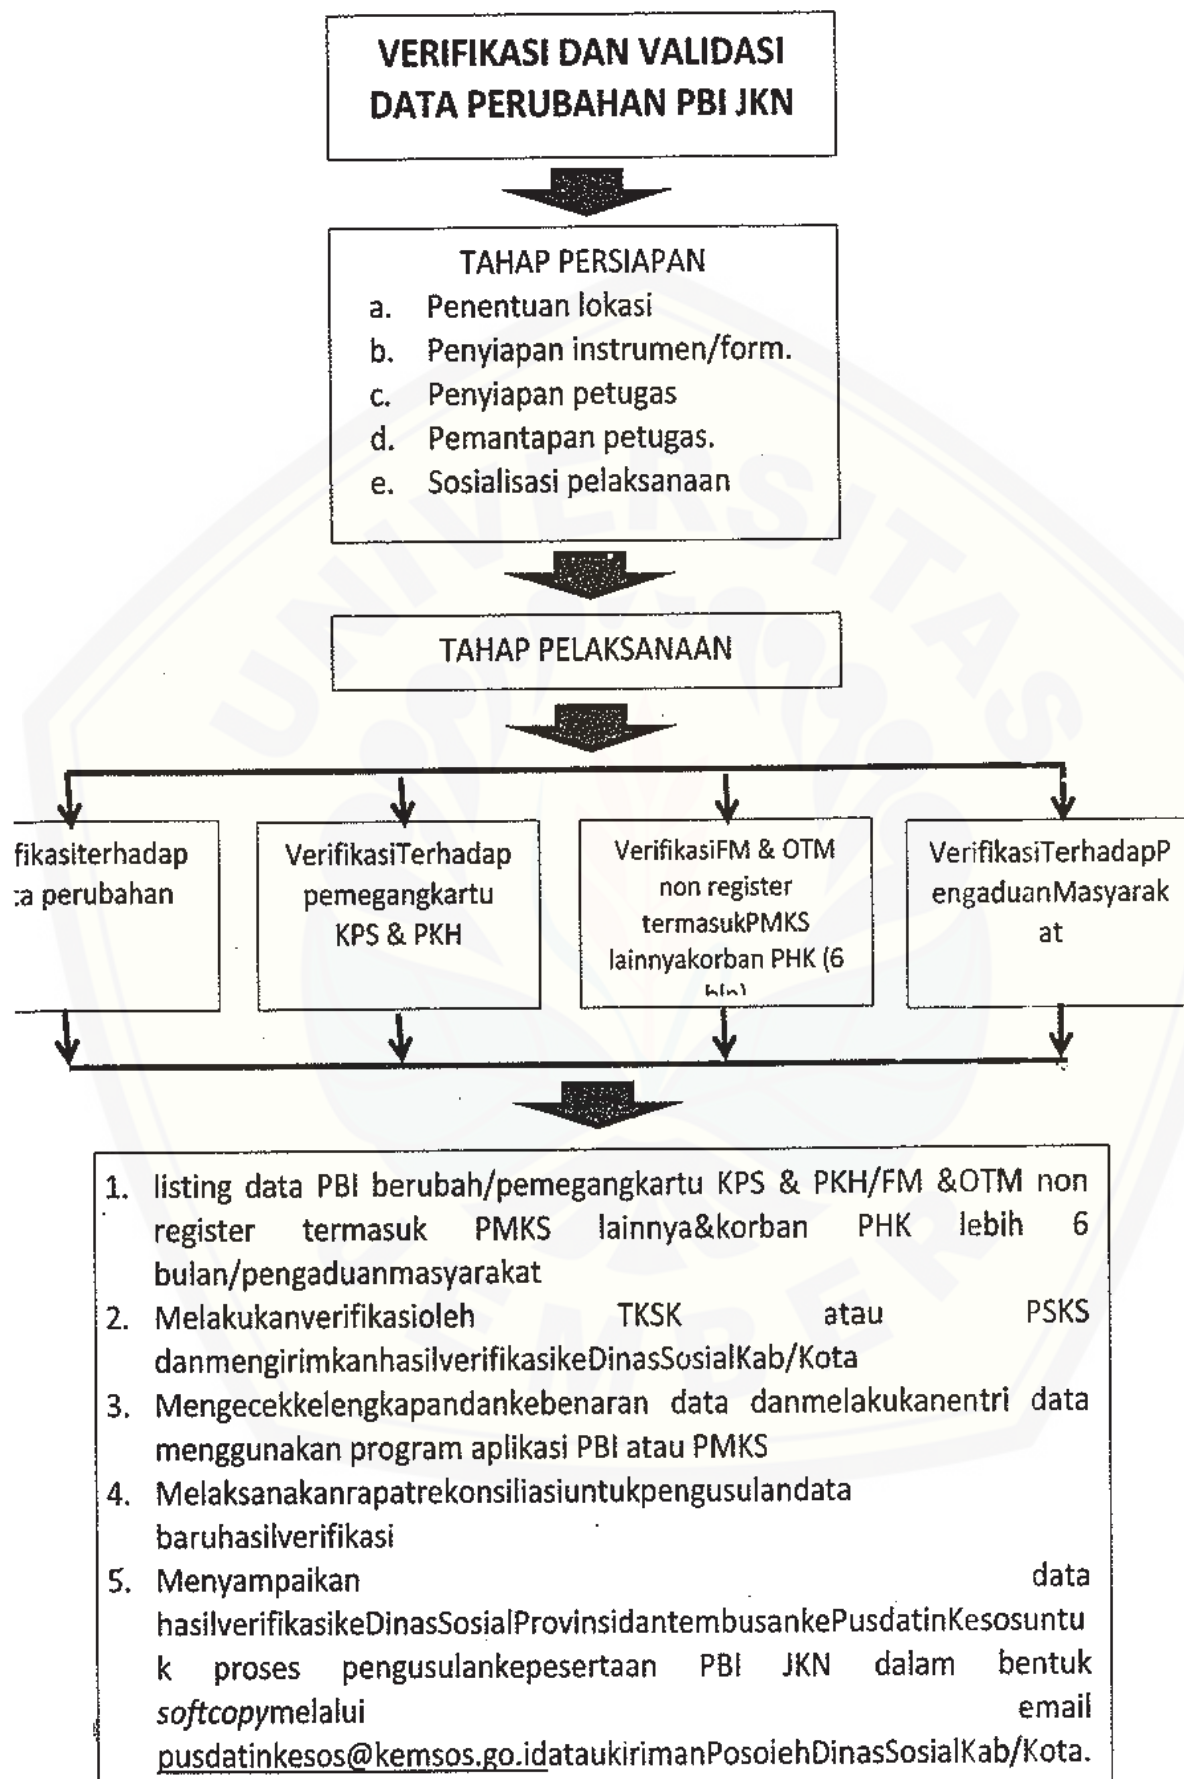 VERIFIKASI DAN VALIDASI
DATA PERUBAHAN PBI JKN
TAHAP PERSIAPAN
a. Penentuan lokasi
b. Penyiapan instrumen/form.
c. Penyiapan petugas
d. Pemantapan petugas.
e. Sosialisasi pelaksanaan
TAHAP PELAKSANAAN
fikasiterhadap
perubahan
VerifikasiTerhadap
pemegangkartu
KPS & PKH
VerifikasiFM & OTM
non register
termasukPMKS
lainnyakorban PHK (6
VerifikasiTerhadapP
engaduanMasyarak
at
1. listing data PBI berubah/pemegangkartu KPS & PKH/FM &OTM non
register termasuk PMKS lainnya&korban PHK lebih 6
bulan/pengaduanmasyarakat
2. Melakukanverifikasioleh TKSK atau PSKS
danmengirimkanhasilverifikasikeDinasSosialKab/Kota
3. Mengecekkelengkapandankebenaran data danmelakukanentri data
menggunakan program aplikasi PBI atau PMKS
4. Melaksanakanrapatrekonsiliasiuntukpengusulandata
baruhasilverifikasi
5. Menyampaikan data
hasilverifikasikeDinasSosialProvinsidantembusankePusdatinKesosuntu
k proses pengusulankepesertaan PBI JKN dalam bentuk
softcopymelalui email
pusdatinkesos@kemsos.go.idataukirimanPosolehDinasSosialKab/Kota.
UNIVERSITAS
JEMBER